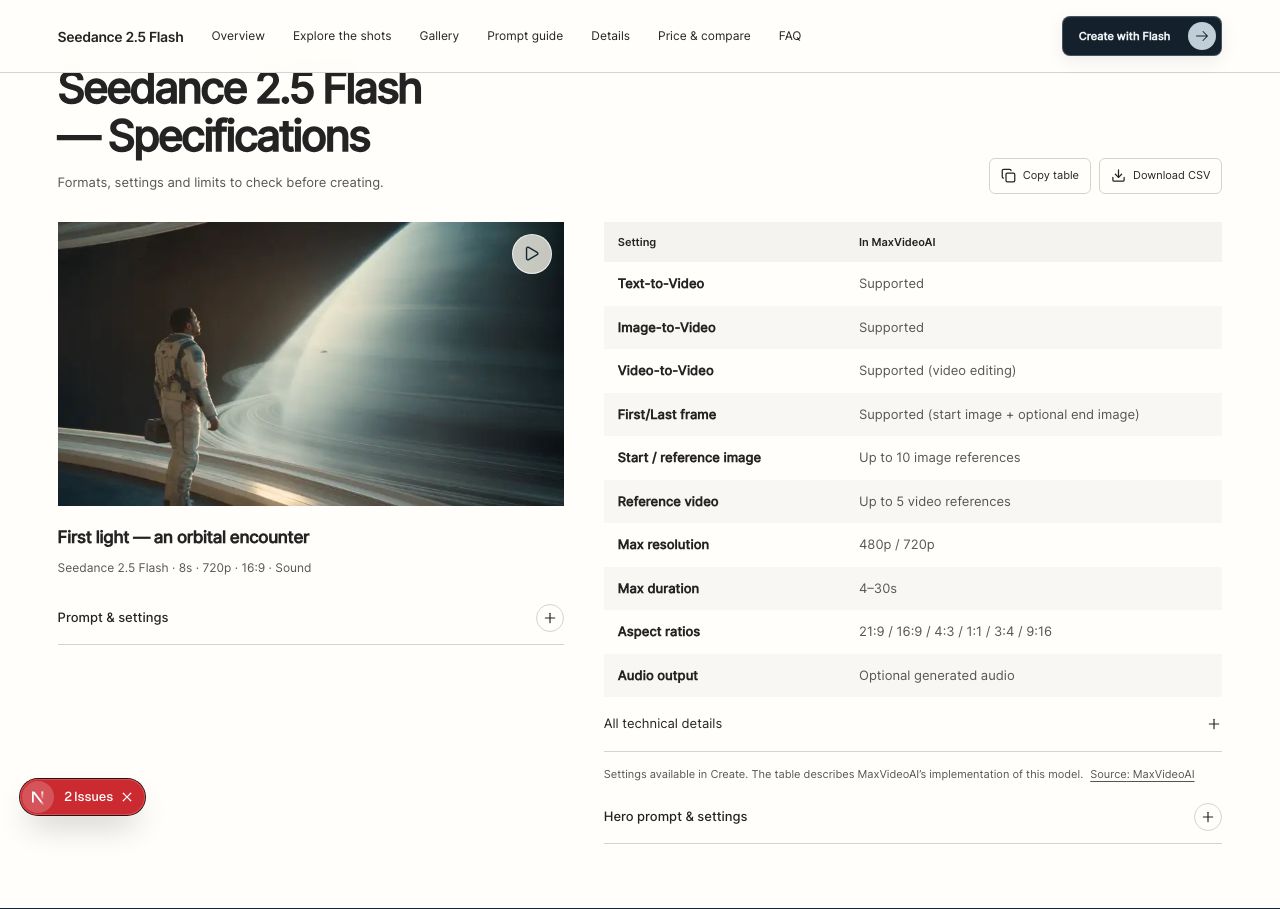 Seedance 2.5 Flash
Overview
Explore the shots
Gallery
Prompt guide
Details
Price & compare
FAQ
Create with Flash
Seedance 2.5 Flash
— Specifications
Formats, settings and limits to check before creating.
Copy table
Download CSV
First light — an orbital encounter
Seedance 2.5 Flash · 8s · 720p · 16:9 · Sound
Prompt & settings
Setting In MaxVideoAI
Text-to-Video Supported
Image-to-Video Supported
Video-to-Video Supported (video editing)
First/Last frame Supported (start image + optional end image)
Start / reference image Up to 10 image references
Reference video Up to 5 video references
Max resolution 480p / 720p
Max duration 4–30s
Aspect ratios 21:9 / 16:9 / 4:3 / 1:1 / 3:4 / 9:16
Audio output Optional generated audio
All technical details
Settings available in Create. The table describes MaxVideoAI’s implementation of this model. Source: MaxVideoAI
Hero prompt & settings
N 2 Issues